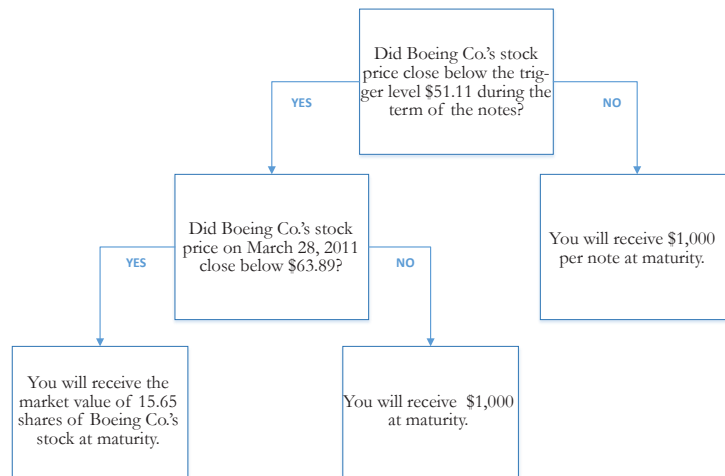 Did Boeing Co.'s stock
price close below the trig-
ger level $51.11 during the
term of the notes?
YES
NO
Did Boeing Co.'s stock
price on March 28, 2011
close below $63.89?
You will receive $1,000
per note at maturity.
YES
NO
You will receive the
market value of 15.65
shares of Boeing Co.'s
stock at maturity.
You will receive $1,000
at maturity.